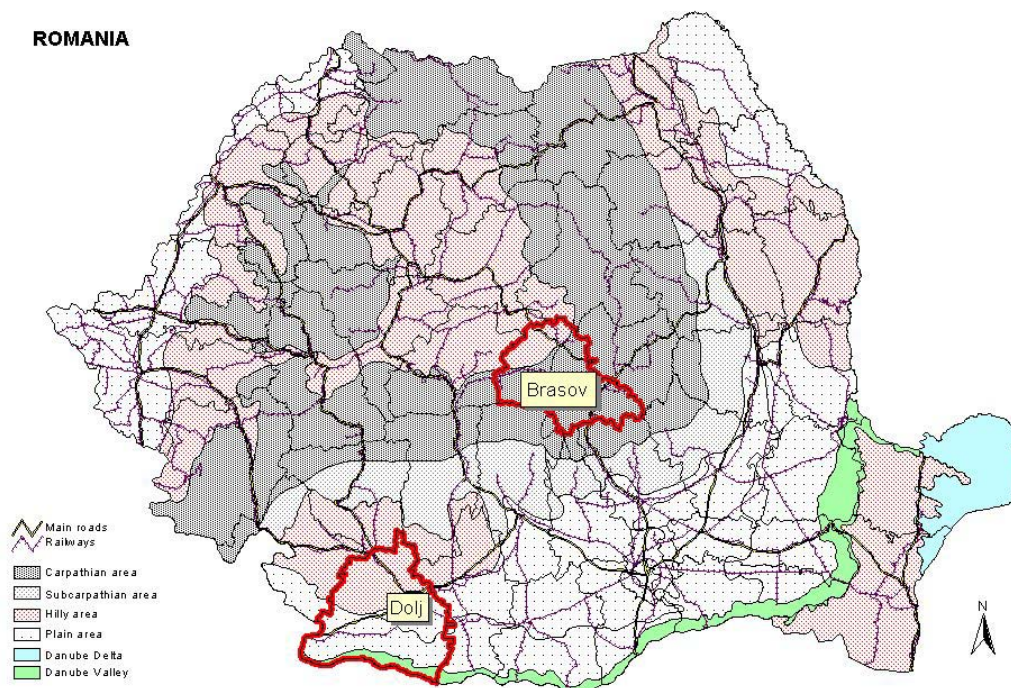 ROMANIA
Brasov
Dolj
Main roads
Railways
Carpathian area
Subcarpathian area
Hilly area
Plain area
Danube Delta
Danube Valley
N